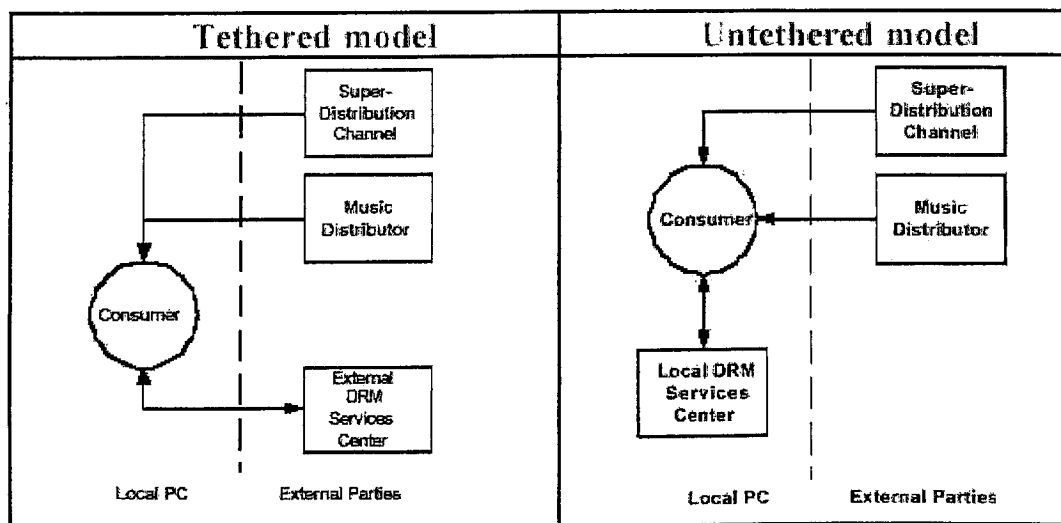 Tethered model
Super-
Distribution
Channel
Music
Distributor
Consumer
External
DRM
Services
Center
Local PC
External Parties
Untethered model
Super-
Distribution
Channel
Consumer
Music
Distributor
Local DRM
Services
Center
Local PC
External Parties